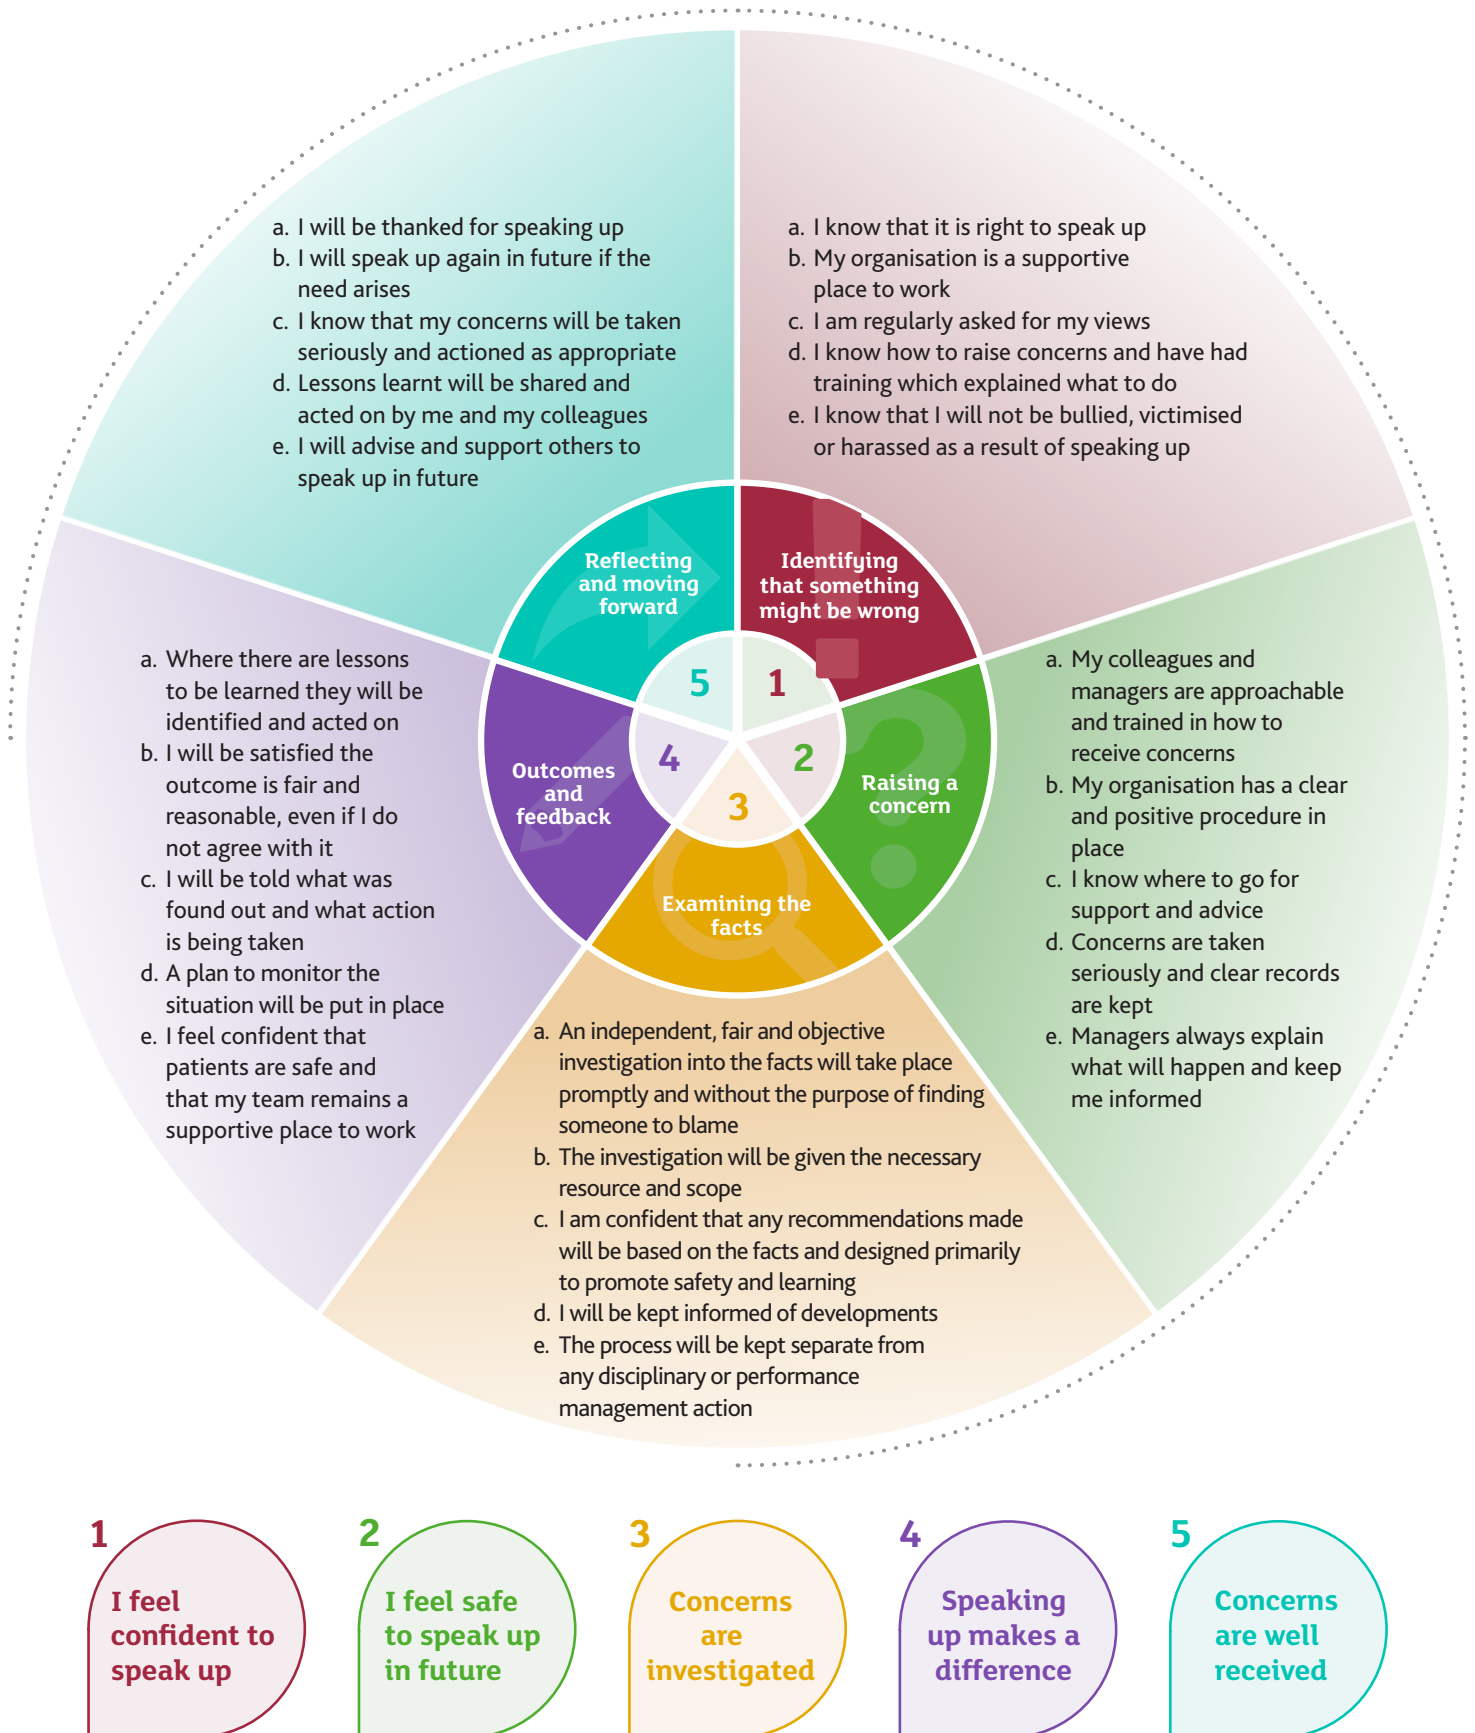 a. I will be thanked for speaking up
b. I will speak up again in future if the
need arises
c. I know that my concerns will be taken
seriously and actioned as appropriate
d. Lessons learnt will be shared and
acted on by me and my colleagues
e. I will advise and support others to
speak up in future
a. I know that it is right to speak up
b. My organisation is a supportive
place to work
c. I am regularly asked for my views
d. I know how to raise concerns and have had
training which explained what to do
e. I know that I will not be bullied, victimised
or harassed as a result of speaking up
Reflecting
and moving
forward
Identifying
that something
might be wrong
5
1
4
2
3
Outcomes
and
feedback
Raising a
concern
Examining the
facts
a. Where there are lessons
to be learned they will be
identified and acted on
b. I will be satisfied the
outcome is fair and
reasonable, even if I do
not agree with it
c. I will be told what was
found out and what action
is being taken
d. A plan to monitor the
situation will be put in place
e. I feel confident that
patients are safe and
that my team remains a
supportive place to work
a. My colleagues and
managers are approachable
and trained in how to
receive concerns
b. My organisation has a clear
and positive procedure in
place
c. I know where to go for
support and advice
d. Concerns are taken
seriously and clear records
are kept
e. Managers always explain
what will happen and keep
me informed
a. An independent, fair and objective
investigation into the facts will take place
promptly and without the purpose of finding
someone to blame
b. The investigation will be given the necessary
resource and scope
c. I am confident that any recommendations made
will be based on the facts and designed primarily
to promote safety and learning
d. I will be kept informed of developments
e. The process will be kept separate from
any disciplinary or performance
management action
1
I feel
confident to
speak up
2
I feel safe
to speak up
in future
3
Concerns
are
investigated
4
Speaking
up makes a
difference
5
Concerns
are well
received